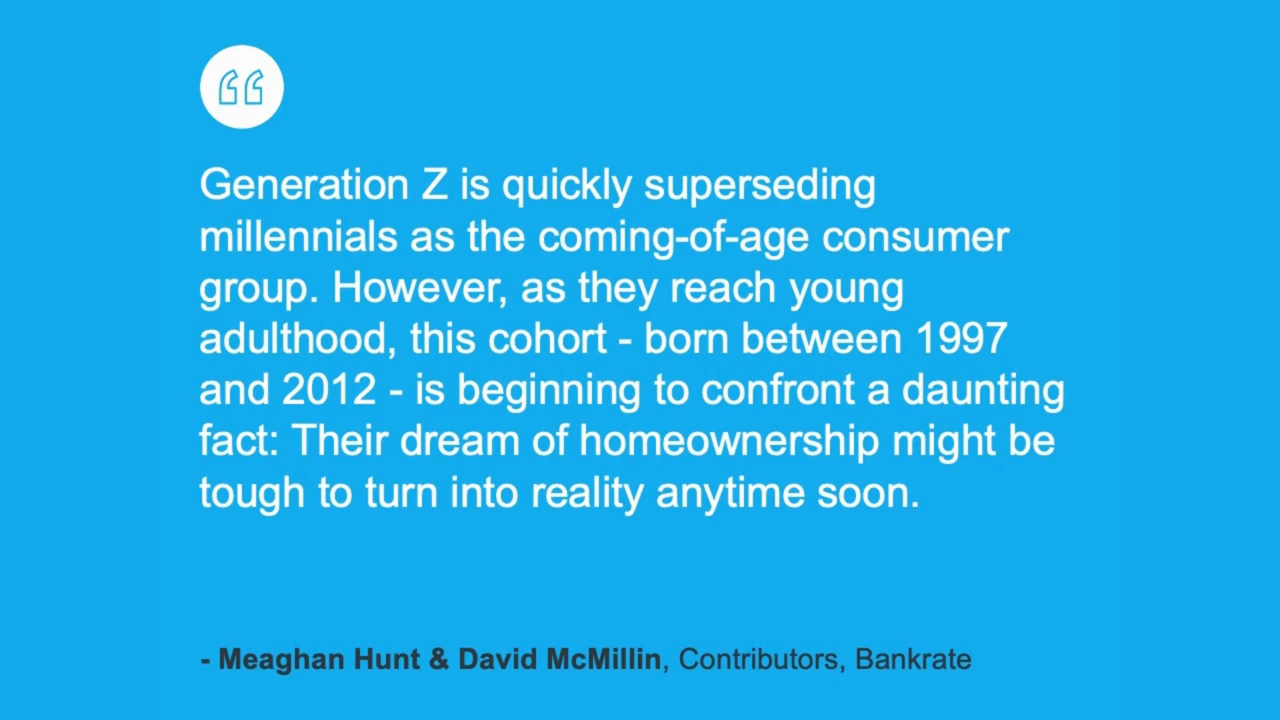 “
Generation Z is quickly superseding
millennials as the coming-of-age consumer
group. However, as they reach young
adulthood, this cohort - born between 1997
and 2012 - is beginning to confront a daunting
fact: Their dream of homeownership might be
tough to turn into reality anytime soon.
- Meaghan Hunt & David McMillin, Contributors, Bankrate